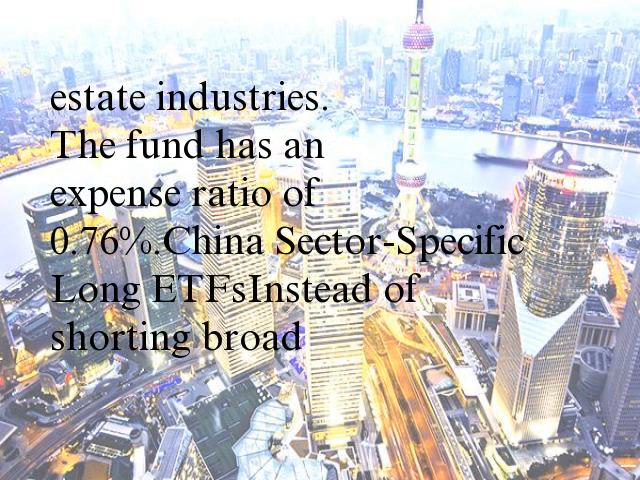 estate industries.
The fund has an
expense ratio of
0.76%.China Sector-Specific
Long ETFsInstead of
shorting broad